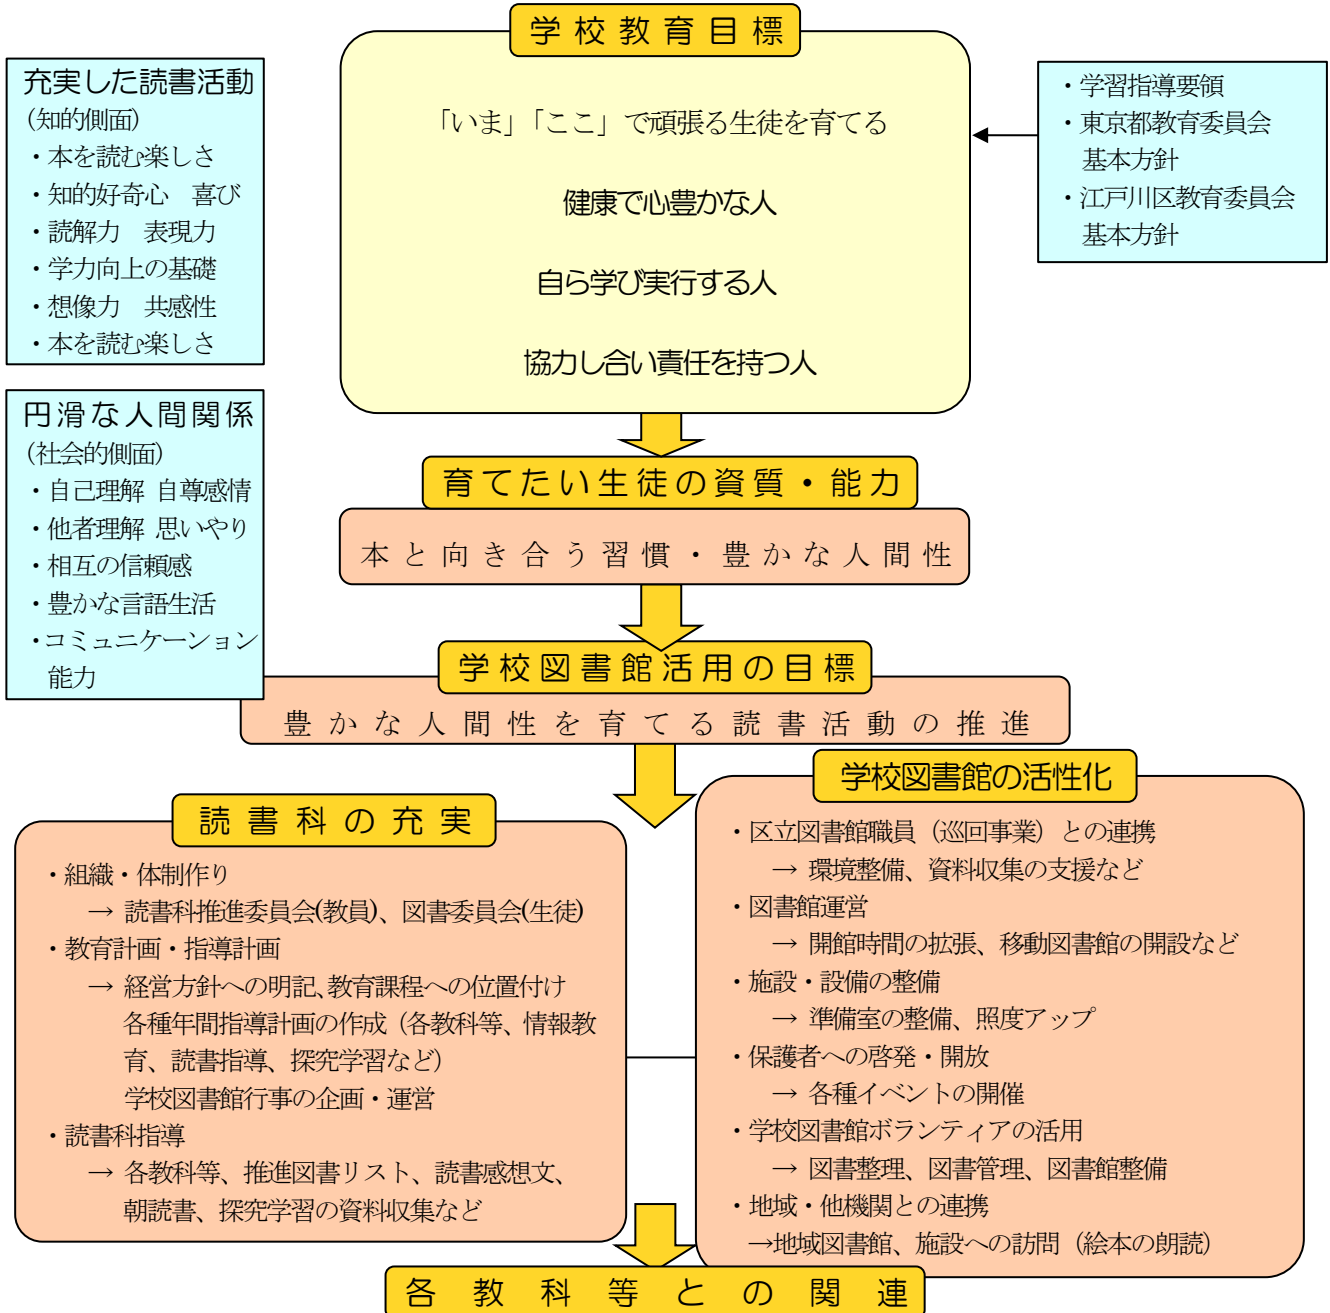 学校教育目標
「いま」「ここ」で頑張る生徒を育てる
健康で心豊かな人
自ら学び実行する人
協力し合い責任を持つ人
充実した読書活動
(知的側面)
・本を読む楽しさ
・知的好奇心　喜び
・読解力　表現力
・学力向上の基礎
・想像力　共感性
・本を読む楽しさ
・学習指導要領
・東京都教育委員会
基本方針
・江戸川区教育委員会
基本方針
円滑な人間関係
(社会的側面)
・自己理解 自尊感情
・他者理解 思いやり
・相互の信頼感
・豊かな言語生活
・コミュニケーション
能力
育てたい生徒の資質・能力
本と向き合う習慣・豊かな人間性
学校図書館活用の目標
豊かな人間性を育てる読書活動の推進
読書科の充実
・組織・体制作り
→ 読書科推進委員会(教員)、図書委員会(生徒)
・教育計画・指導計画
→ 経営方針への明記、教育課程への位置付け
各種年間指導計画の作成（各教科等、情報教
育、読書指導、探究学習など）
学校図書館行事の企画・運営
・読書科指導
→ 各教科等、推進図書リスト、読書感想文、
朝読書、探究学習の資料収集など
学校図書館の活性化
・区立図書館職員（巡回事業）との連携
→ 環境整備、資料収集の支援など
・図書館運営
→ 開館時間の拡張、移動図書館の開設など
・施設・設備の整備
→ 準備室の整備、照度アップ
・保護者への啓発・開放
→ 各種イベントの開催
・学校図書館ボランティアの活用
→ 図書整理、図書管理、図書館整備
・地域・他機関との連携
→地域図書館、施設への訪問（絵本の朗読）
各教科等との関連